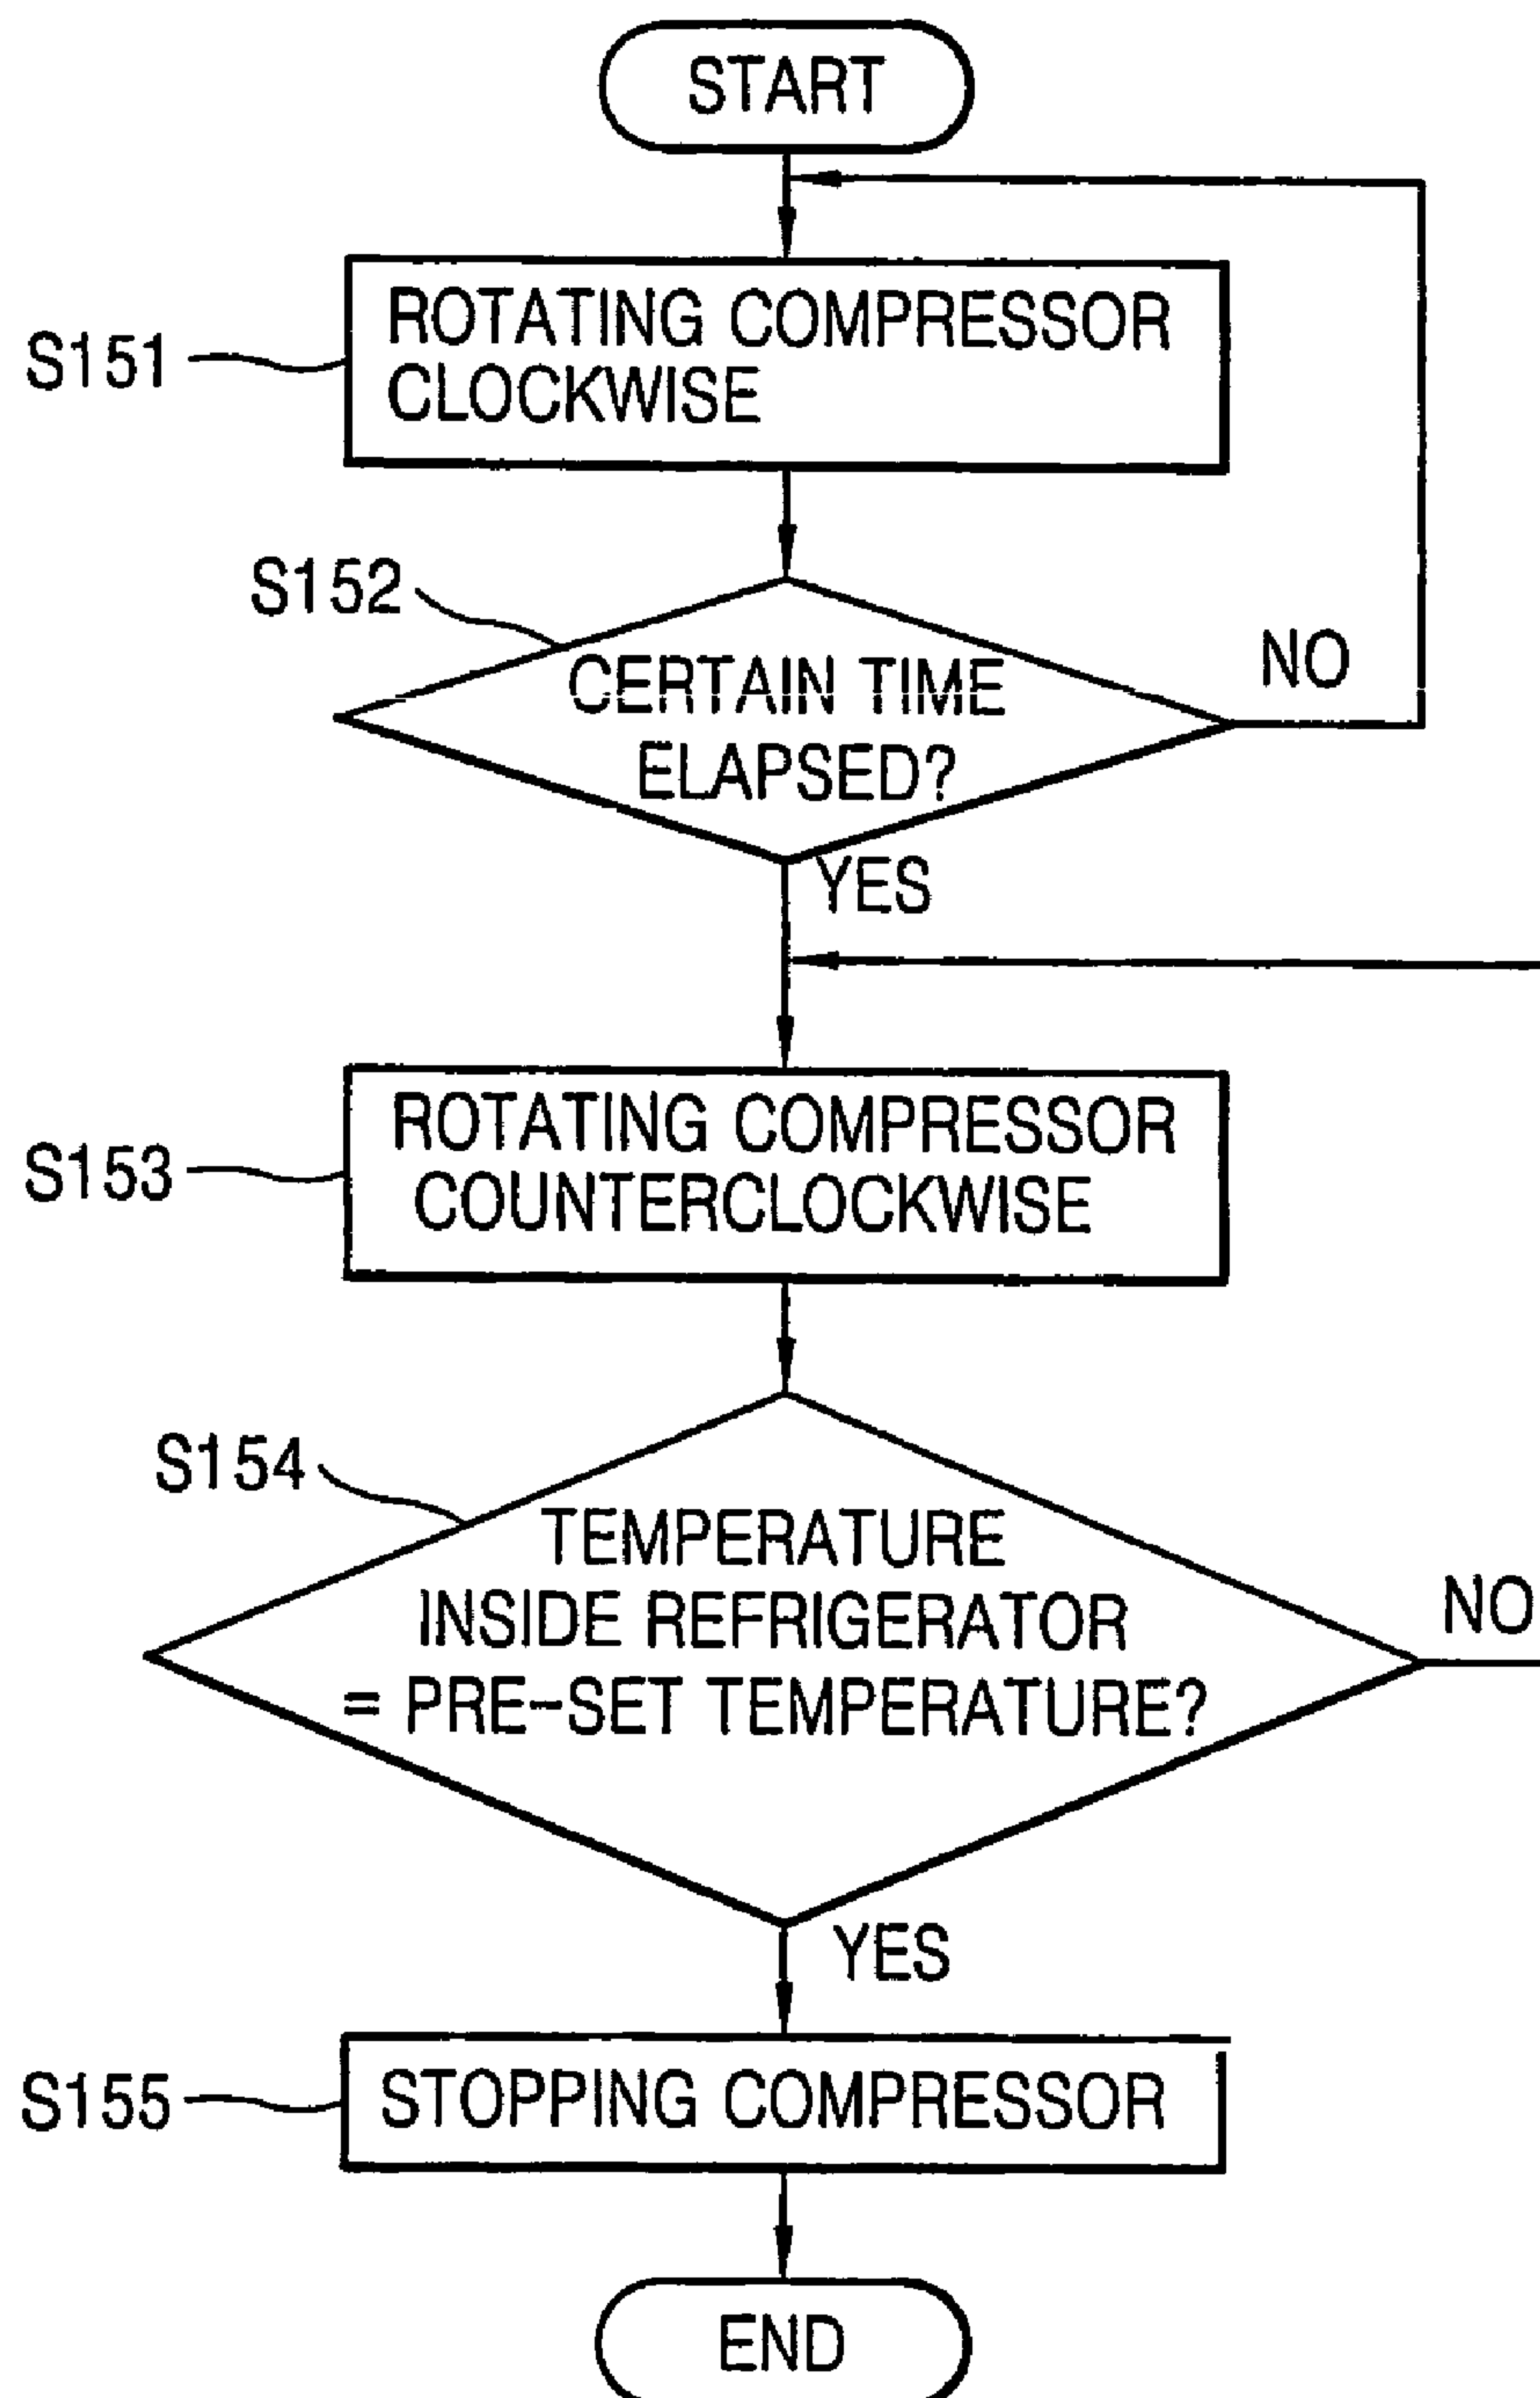 START
S151
ROTATING COMPRESSOR
CLOCKWISE
S152
CERTAIN TIME
ELAPSED?
NO
YES
S153
ROTATING COMPRESSOR
COUNTERCLOCKWISE
S154
TEMPERATURE
INSIDE REFRIGERATOR
= PRE-SET TEMPERATURE?
NO
YES
S155
STOPPING COMPRESSOR
END